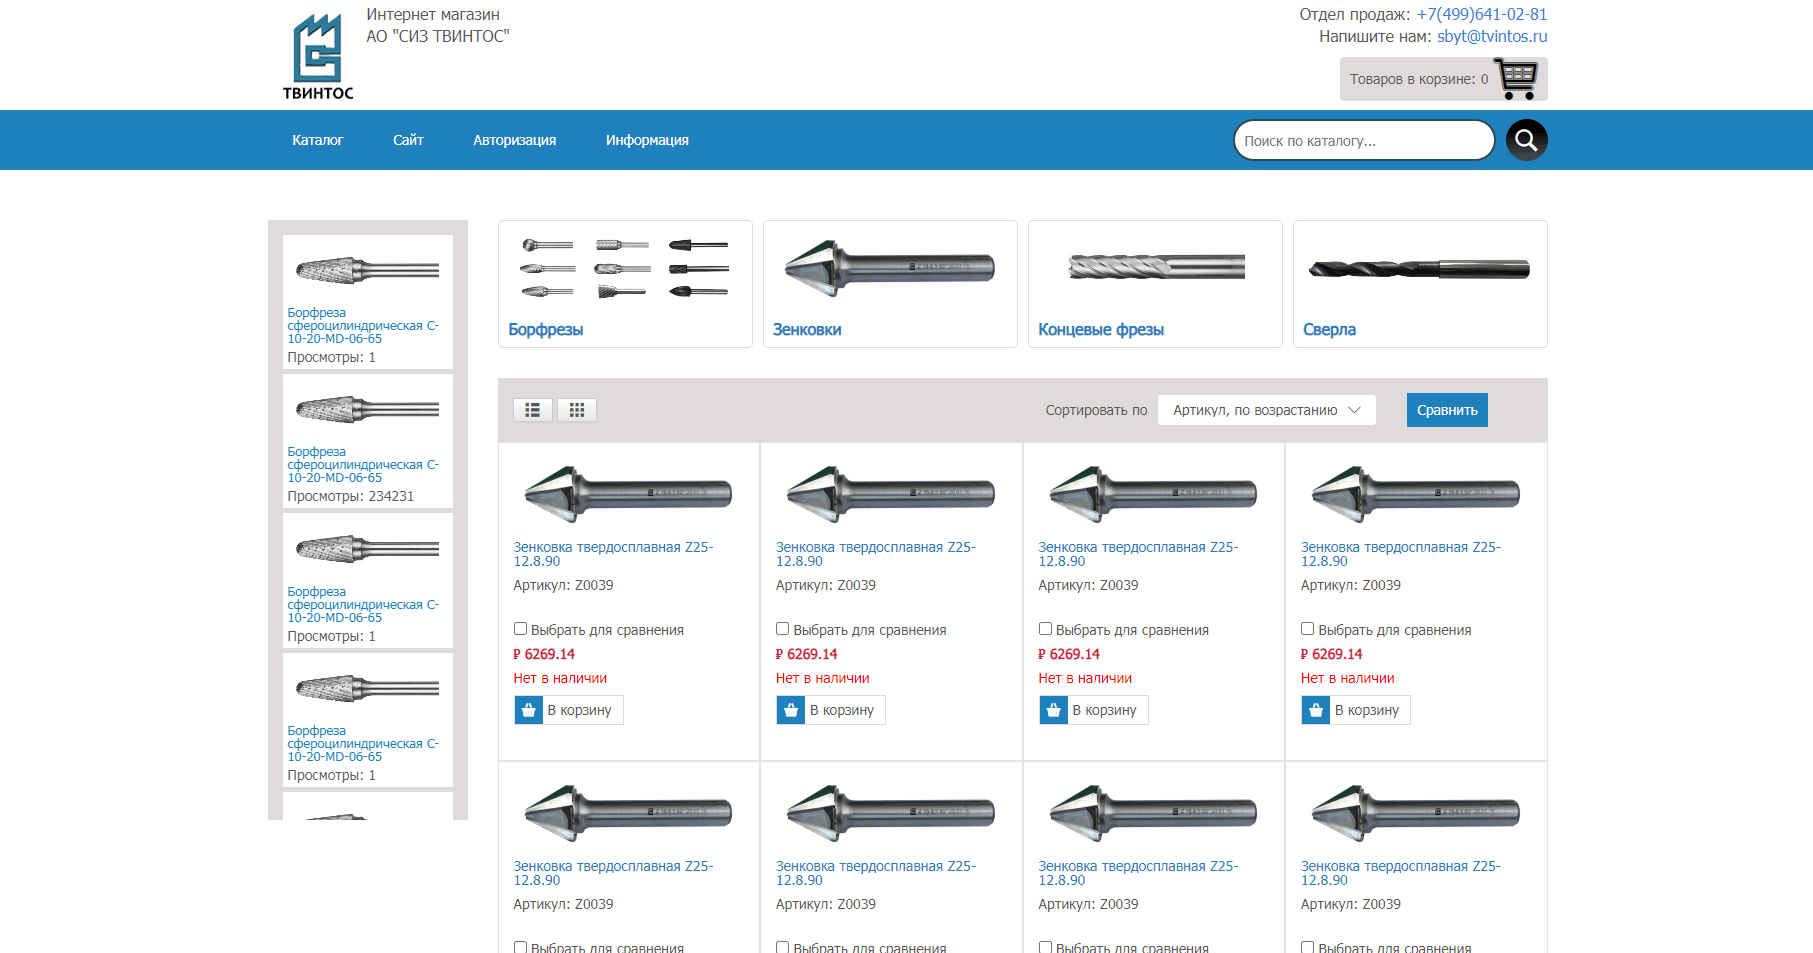 Интернет магазин
АО "СИЗ ТВИНТОС"
ТВИНТОС
Отдел продаж: +7(499)641-02-81
Напишите нам: sbyt@tvintos.ru
Товаров в корзине: 0
Каталог Сайт Авторизация Информация
Поиск по каталогу...
Борфреза
сфероцилиндрическая C-
10-20-MD-06-65
Просмотры: 1
Борфреза
сфероцилиндрическая C-
10-20-MD-06-65
Просмотры: 234231
Борфреза
сфероцилиндрическая C-
10-20-MD-06-65
Просмотры: 1
Борфреза
сфероцилиндрическая C-
10-20-MD-06-65
Просмотры: 1
Борфрезы Зенковки Концевые фрезы Сверла
Сортировать по Артикул, по возрастанию Сравнить
Зенковка твердосплавная Z25-
12.8.90
Артикул: Z0039
Выбрать для сравнения
₽ 6269.14
Нет в наличии
В корзину
Зенковка твердосплавная Z25-
12.8.90
Артикул: Z0039
Выбрать для сравнения
₽ 6269.14
Нет в наличии
В корзину
Зенковка твердосплавная Z25-
12.8.90
Артикул: Z0039
Выбрать для сравнения
₽ 6269.14
Нет в наличии
В корзину
Зенковка твердосплавная Z25-
12.8.90
Артикул: Z0039
Выбрать для сравнения
₽ 6269.14
Нет в наличии
В корзину
Зенковка твердосплавная Z25-
12.8.90
Артикул: Z0039
Выбрать для сравнения
Зенковка твердосплавная Z25-
12.8.90
Артикул: Z0039
Выбрать для сравнения
Зенковка твердосплавная Z25-
12.8.90
Артикул: Z0039
Выбрать для сравнения
Зенковка твердосплавная Z25-
12.8.90
Артикул: Z0039
Выбрать для сравнения